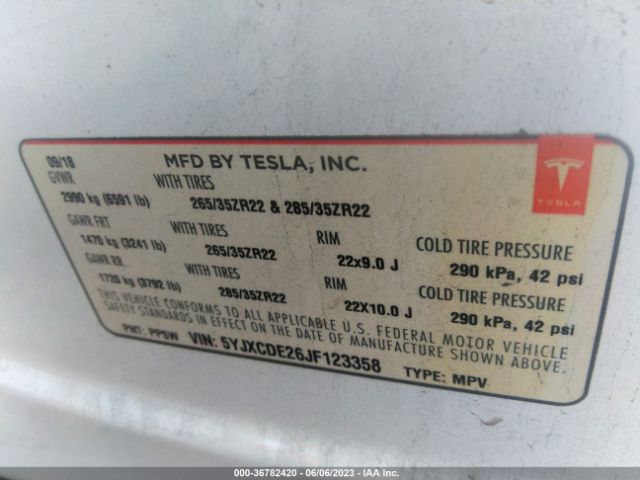 09/18 MFD BY TESLA, INC.
GVWR WITH TIRES
2990 kg (6591 lb) 265/35ZR22 & 285/35ZR22
GAWR FRT WITH TIRES RIM COLD TIRE PRESSURE
1470 kg (3241 lb) 265/35ZR22 22x9.0 J 290 kPa, 42 psi
GAWR RR WITH TIRES RIM COLD TIRE PRESSURE
1720 kg (3792 lb) 285/35ZR22 22X10.0 J 290 kPa, 42 psi
THIS VEHICLE CONFORMS TO ALL APPLICABLE U.S. FEDERAL MOTOR VEHICLE
SAFETY STANDARDS IN EFFECT ON THE DATE OF MANUFACTURE SHOWN ABOVE.
PNT: PPSW VIN: 5YJXCDE26JF123358 TYPE: MPV
TESLA
000-36782420 - 06/06/2023 - IAA Inc.